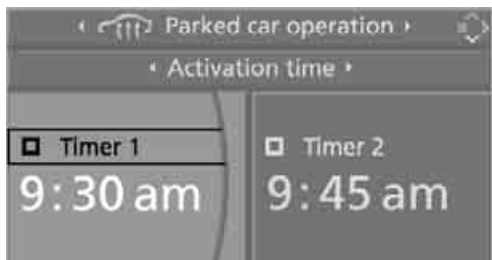 Parked car operation
Activation time
Timer 1
9:30 am
Timer 2
9:45 am